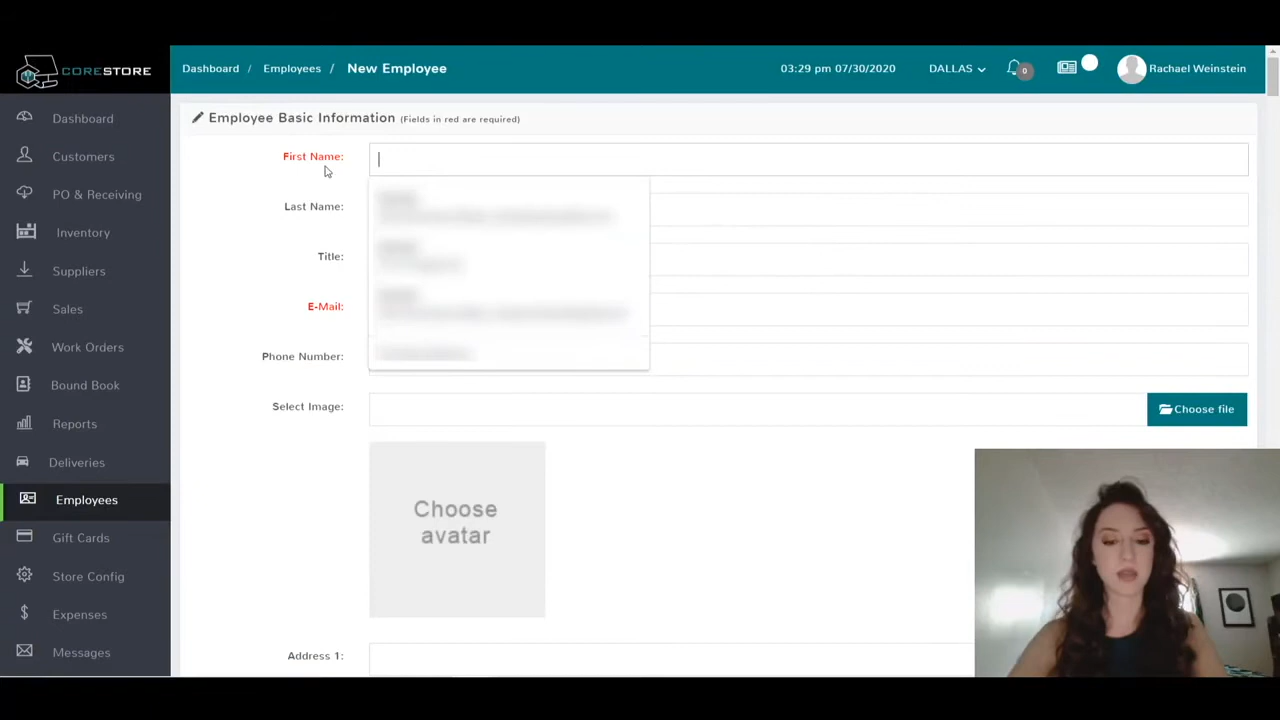 CORESTORE
Dashboard / Employees / New Employee
03:29 pm 07/30/2020
DALLAS
0
Rachael Weinstein
Dashboard
Customers
PO & Receiving
Inventory
Suppliers
Sales
Work Orders
Bound Book
Reports
Deliveries
Employees
Gift Cards
Store Config
Expenses
Messages
Employee Basic Information (Fields in red are required)
First Name:
Last Name:
Title:
E-Mail:
Phone Number:
Select Image:
Choose file
Choose
avatar
Address 1: